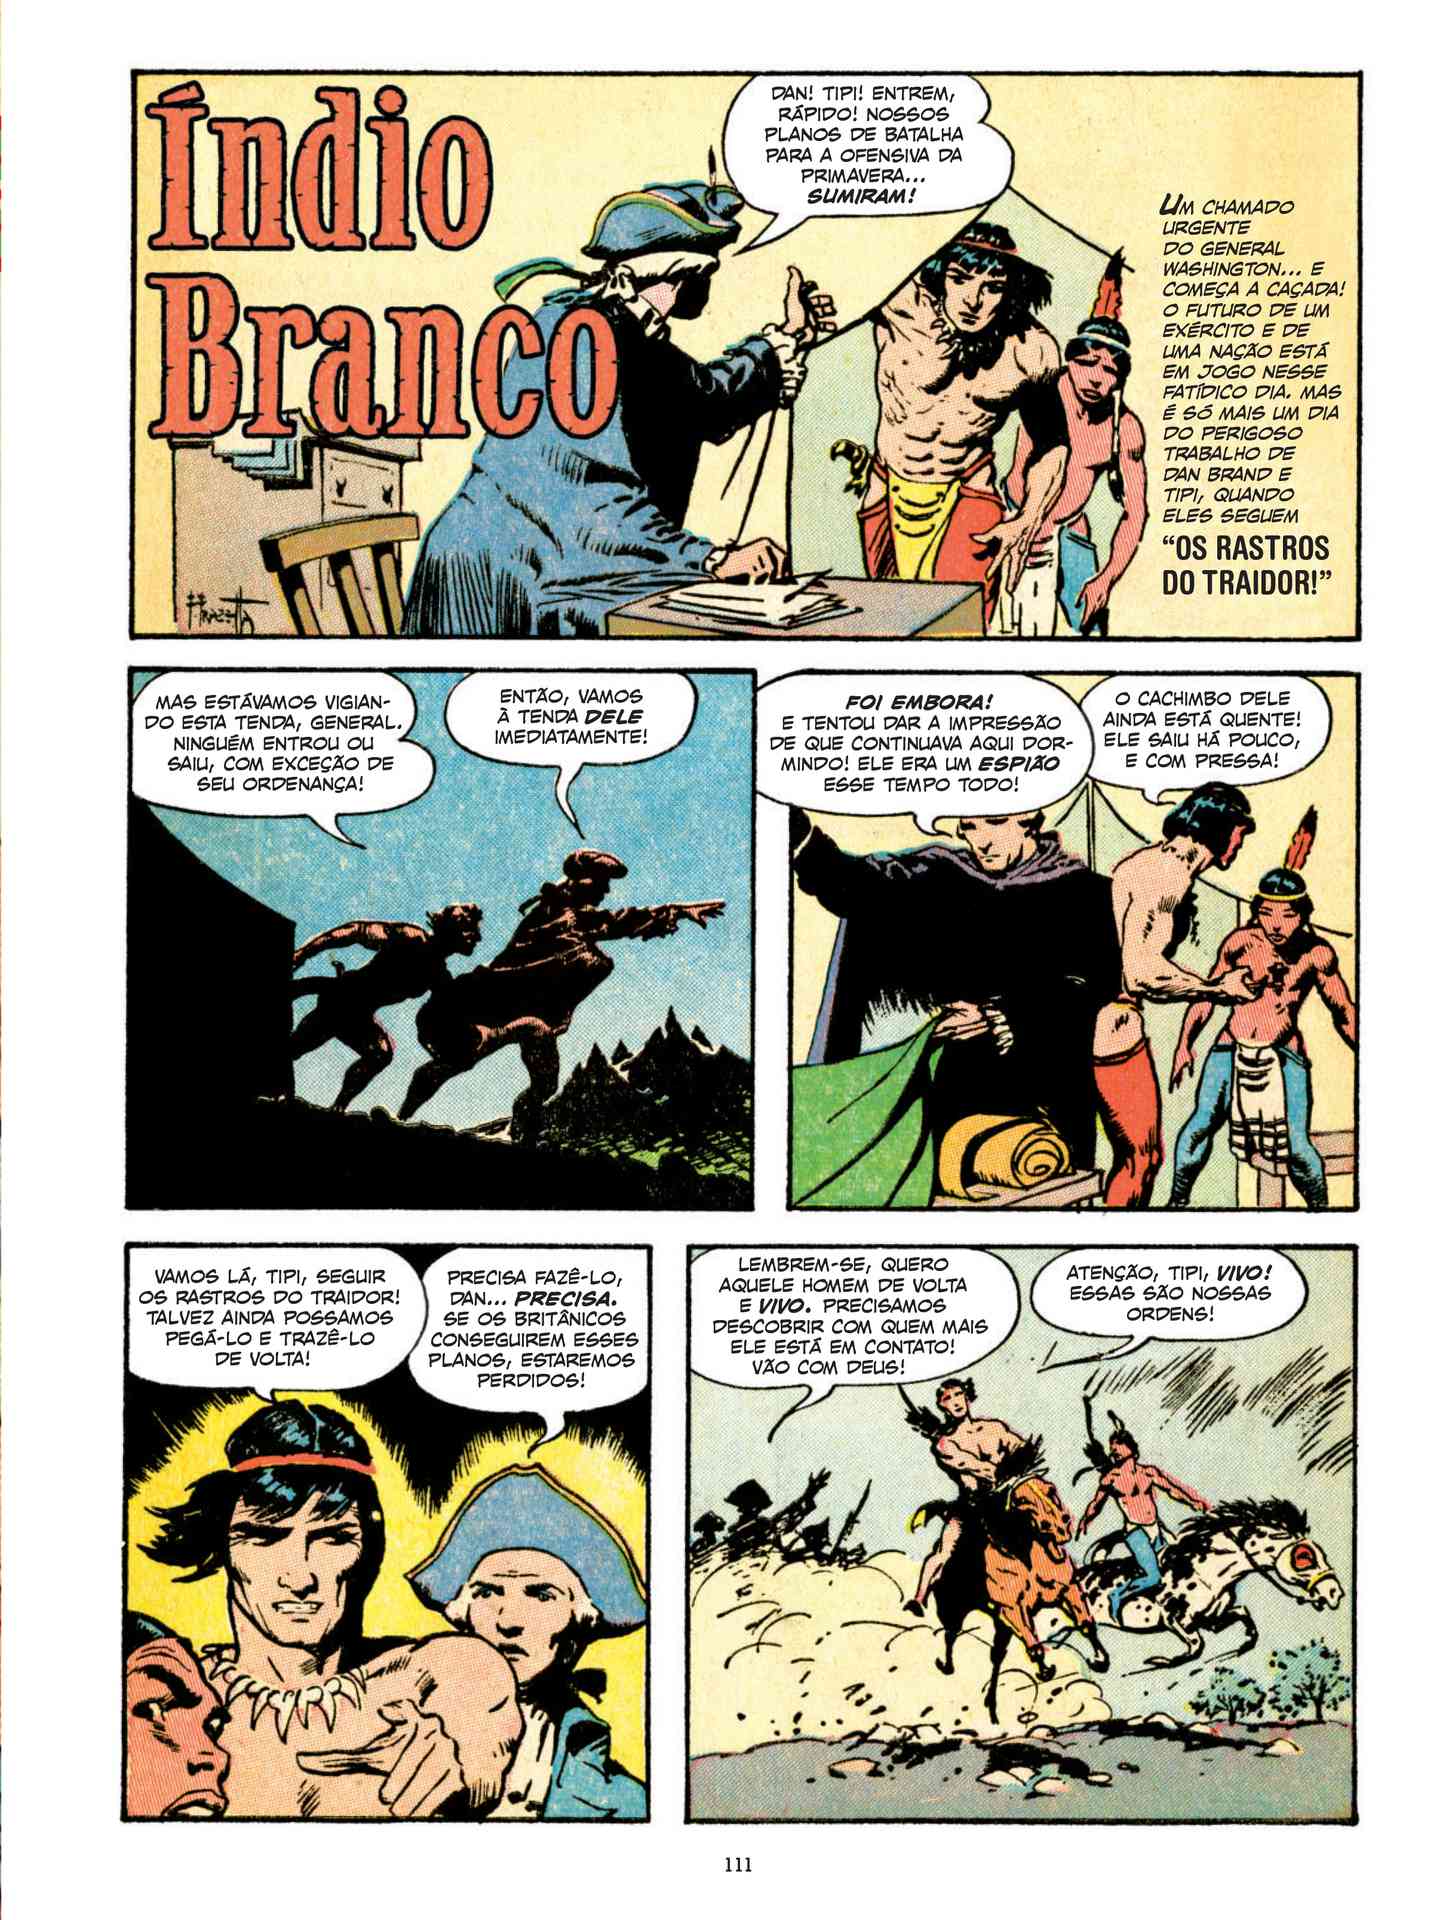 Índio
Branco
DAN! TIPI! ENTREM,
RÁPIDO! NOSSOS
PLANOS DE BATALHA
PARA A OFENSIVA DA
PRIMAVERA...
SUMIRAM!
UM CHAMADO
URGENTE
DO GENERAL
WASHINGTON... E
COMEÇA A CAÇADA!
O FUTURO DE UM
EXÉRCITO E DE
UMA NAÇÃO ESTÁ
EM JOGO NESSE
FATÍDICO DIA. MAS
É SÓ MAIS UM DIA
DO PERIGOSO
TRABALHO DE
DAN BRAND E
TIPI, QUANDO
ELES SEGUEM
“OS RASTROS
DO TRAIDOR!”
FRAZETTA
MAS ESTÁVAMOS VIGIAN-
DO ESTA TENDA, GENERAL.
NINGUÉM ENTROU OU
SAIU, COM EXCEÇÃO DE
SEU ORDENANÇA!
ENTÃO, VAMOS
À TENDA DELE
IMEDIATAMENTE!
FOI EMBORA!
E TENTOU DAR A IMPRESSÃO
DE QUE CONTINUAVA AQUI DOR-
MINDO! ELE ERA UM ESPIÃO
ESSE TEMPO TODO!
O CACHIMBO DELE
AINDA ESTÁ QUENTE!
ELE SAIU HÁ POUCO,
E COM PRESSA!
VAMOS LÁ, TIPI, SEGUIR
OS RASTROS DO TRAIDOR!
TALVEZ AINDA POSSAMOS
PEGÁ-LO E TRAZÊ-LO
DE VOLTA!
PRECISA FAZÊ-LO,
DAN... PRECISA.
SE OS BRITÂNICOS
CONSEGUIREM ESSES
PLANOS, ESTAREMOS
PERDIDOS!
LEMBREM-SE, QUERO
AQUELE HOMEM DE VOLTA
E VIVO. PRECISAMOS
DESCOBRIR COM QUEM MAIS
ELE ESTÁ EM CONTATO!
VÃO COM DEUS!
ATENÇÃO, TIPI, VIVO!
ESSAS SÃO NOSSAS
ORDENS!
111